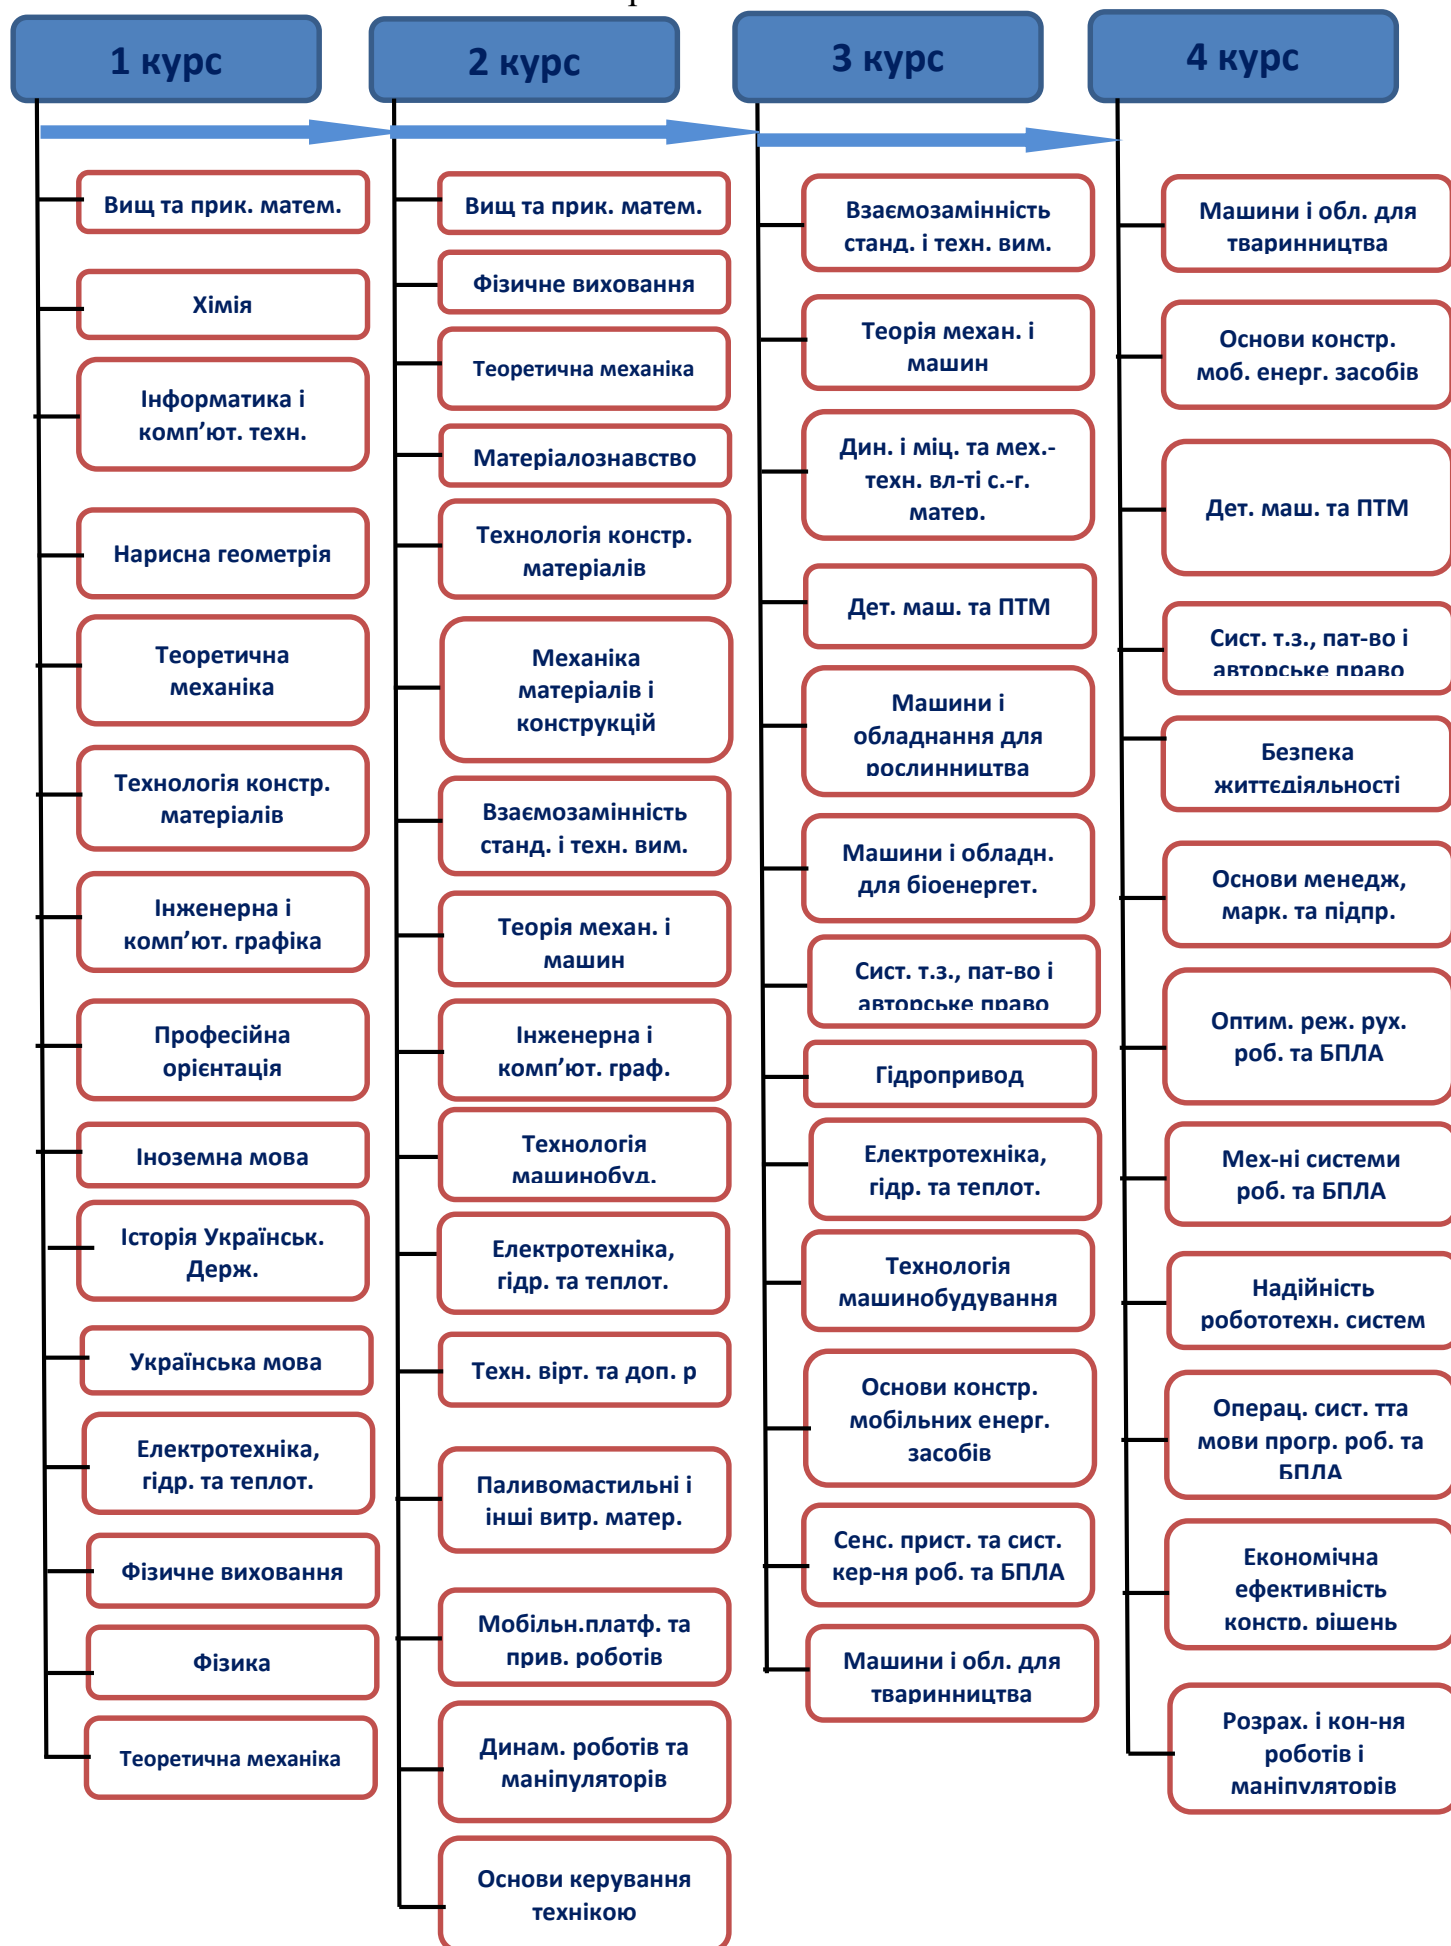 1 курс
Вищ та прик. матем.
Хімія
Інформатика і
комп’ют. техн.
Нарисна геометрія
Теоретична
механіка
Технологія констр.
матеріалів
Інженерна і
комп’ют. графіка
Професійна
орієнтація
Іноземна мова
Історія Українськ.
Держ.
Українська мова
Електротехніка,
гідр. та теплот.
Фізичне виховання
Фізика
Теоретична механіка
2 курс
Вищ та прик. матем.
Фізичне виховання
Теоретична механіка
Матеріалознавство
Технологія констр.
матеріалів
Механіка
матеріалів і
конструкцій
Взаємозамінність
станд. і техн. вим.
Теорія механ. і
машин
Інженерна і
комп’ют. граф.
Технологія
машинобуд.
Електротехніка,
гідр. та теплот.
Техн. вірт. та доп. р
Паливомастильні і
інші витр. матер.
Мобільн.платф. та
прив. роботів
Динам. роботів та
маніпуляторів
Основи керування
технікою
3 курс
Взаємозамінність
станд. і техн. вим.
Теорія механ. і
машин
Дин. і міц. та мех.-
техн. вл-ті с.-г.
матер.
Дет. маш. та ПТМ
Машини і
обладнання для
рослинництва
Машини і обладн.
для біоенергет.
Сист. т.з., пат-во і
авторське право
Гідропривод
Електротехніка,
гідр. та теплот.
Технологія
машинобудування
Основи констр.
мобільних енерг.
засобів
Сенс. прист. та сист.
кер-ня роб. та БПЛА
Машини і обл. для
тваринництва
4 курс
Машини і обл. для
тваринництва
Основи констр.
моб. енерг. засобів
Дет. маш. та ПТМ
Сист. т.з., пат-во і
авторське право
Безпека
життєдіяльності
Основи менедж,
марк. та підпр.
Оптим. реж. рух.
роб. та БПЛА
Мех-ні системи
роб. та БПЛА
Надійність
робототехн. систем
Операц. сист. тта
мови прогр. роб. та
БПЛА
Економічна
ефективність
констр. рішень
Розрах. і кон-ня
роботів і
маніпуляторів